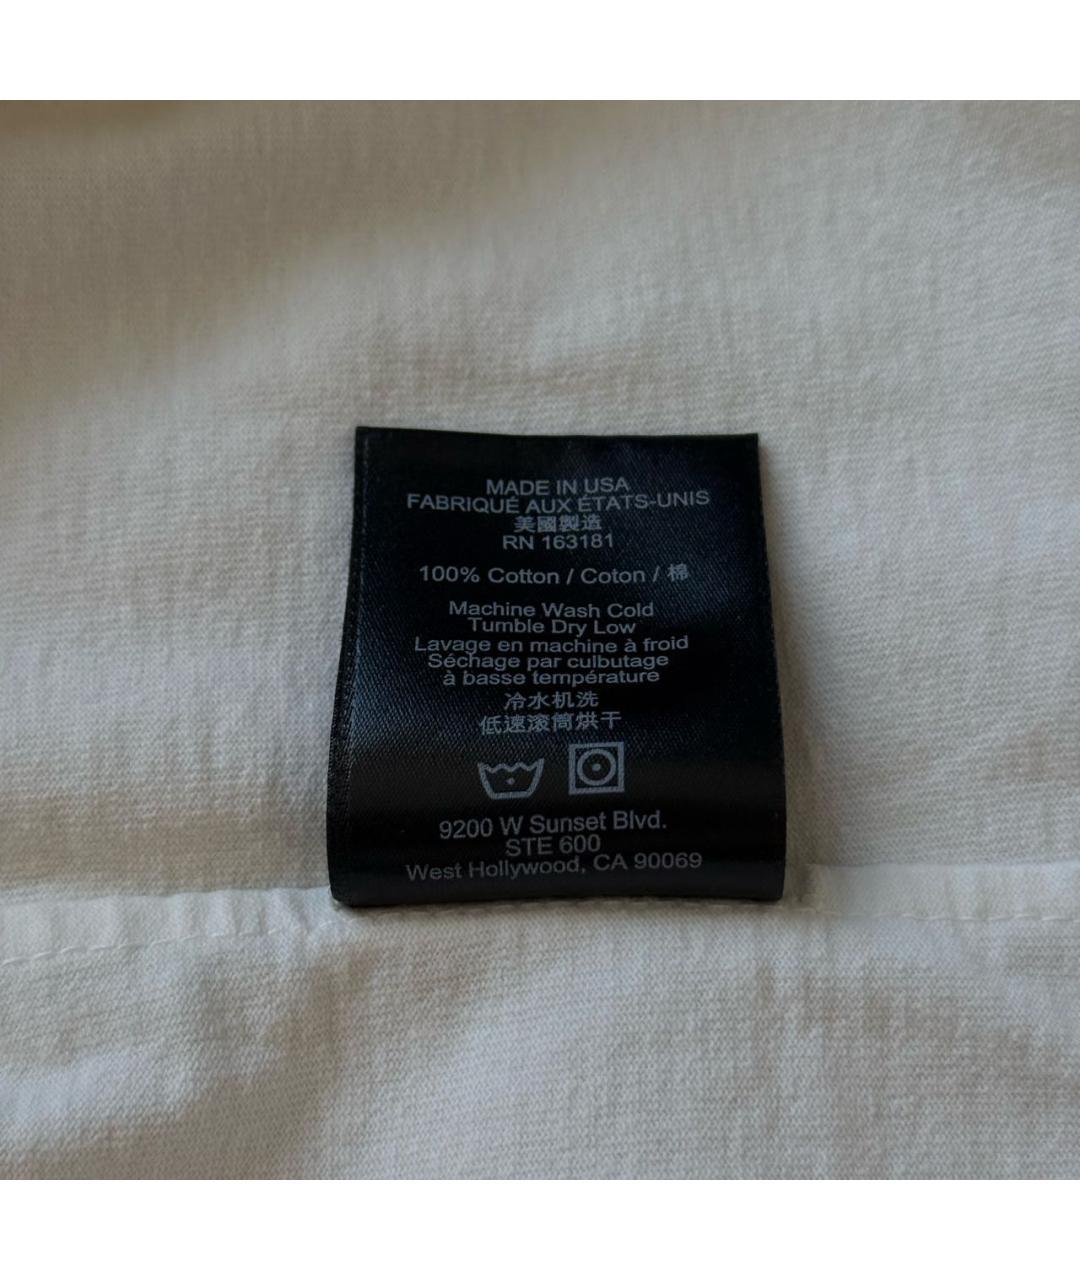 MADE IN USA
FABRIQUÉ AUX ÉTATS-UNIS
美國製造
RN 163181
100% Cotton / Coton / 棉
Machine Wash Cold
Tumble Dry Low
Lavage en machine à froid
Séchage par culbutage
à basse température
冷水机洗
低速滚筒烘干
9200 W Sunset Blvd.
STE 600
West Hollywood, CA 90069